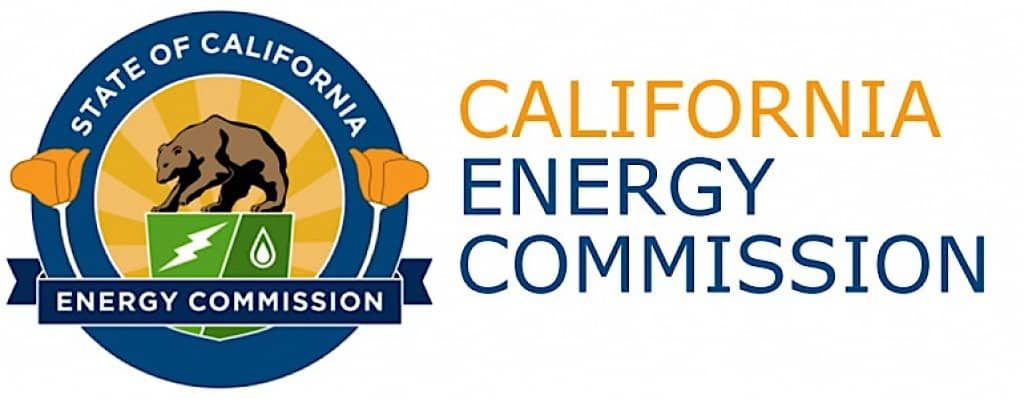 STATE OF CALIFORNIA
ENERGY COMMISSION
CALIFORNIA
ENERGY
COMMISSION